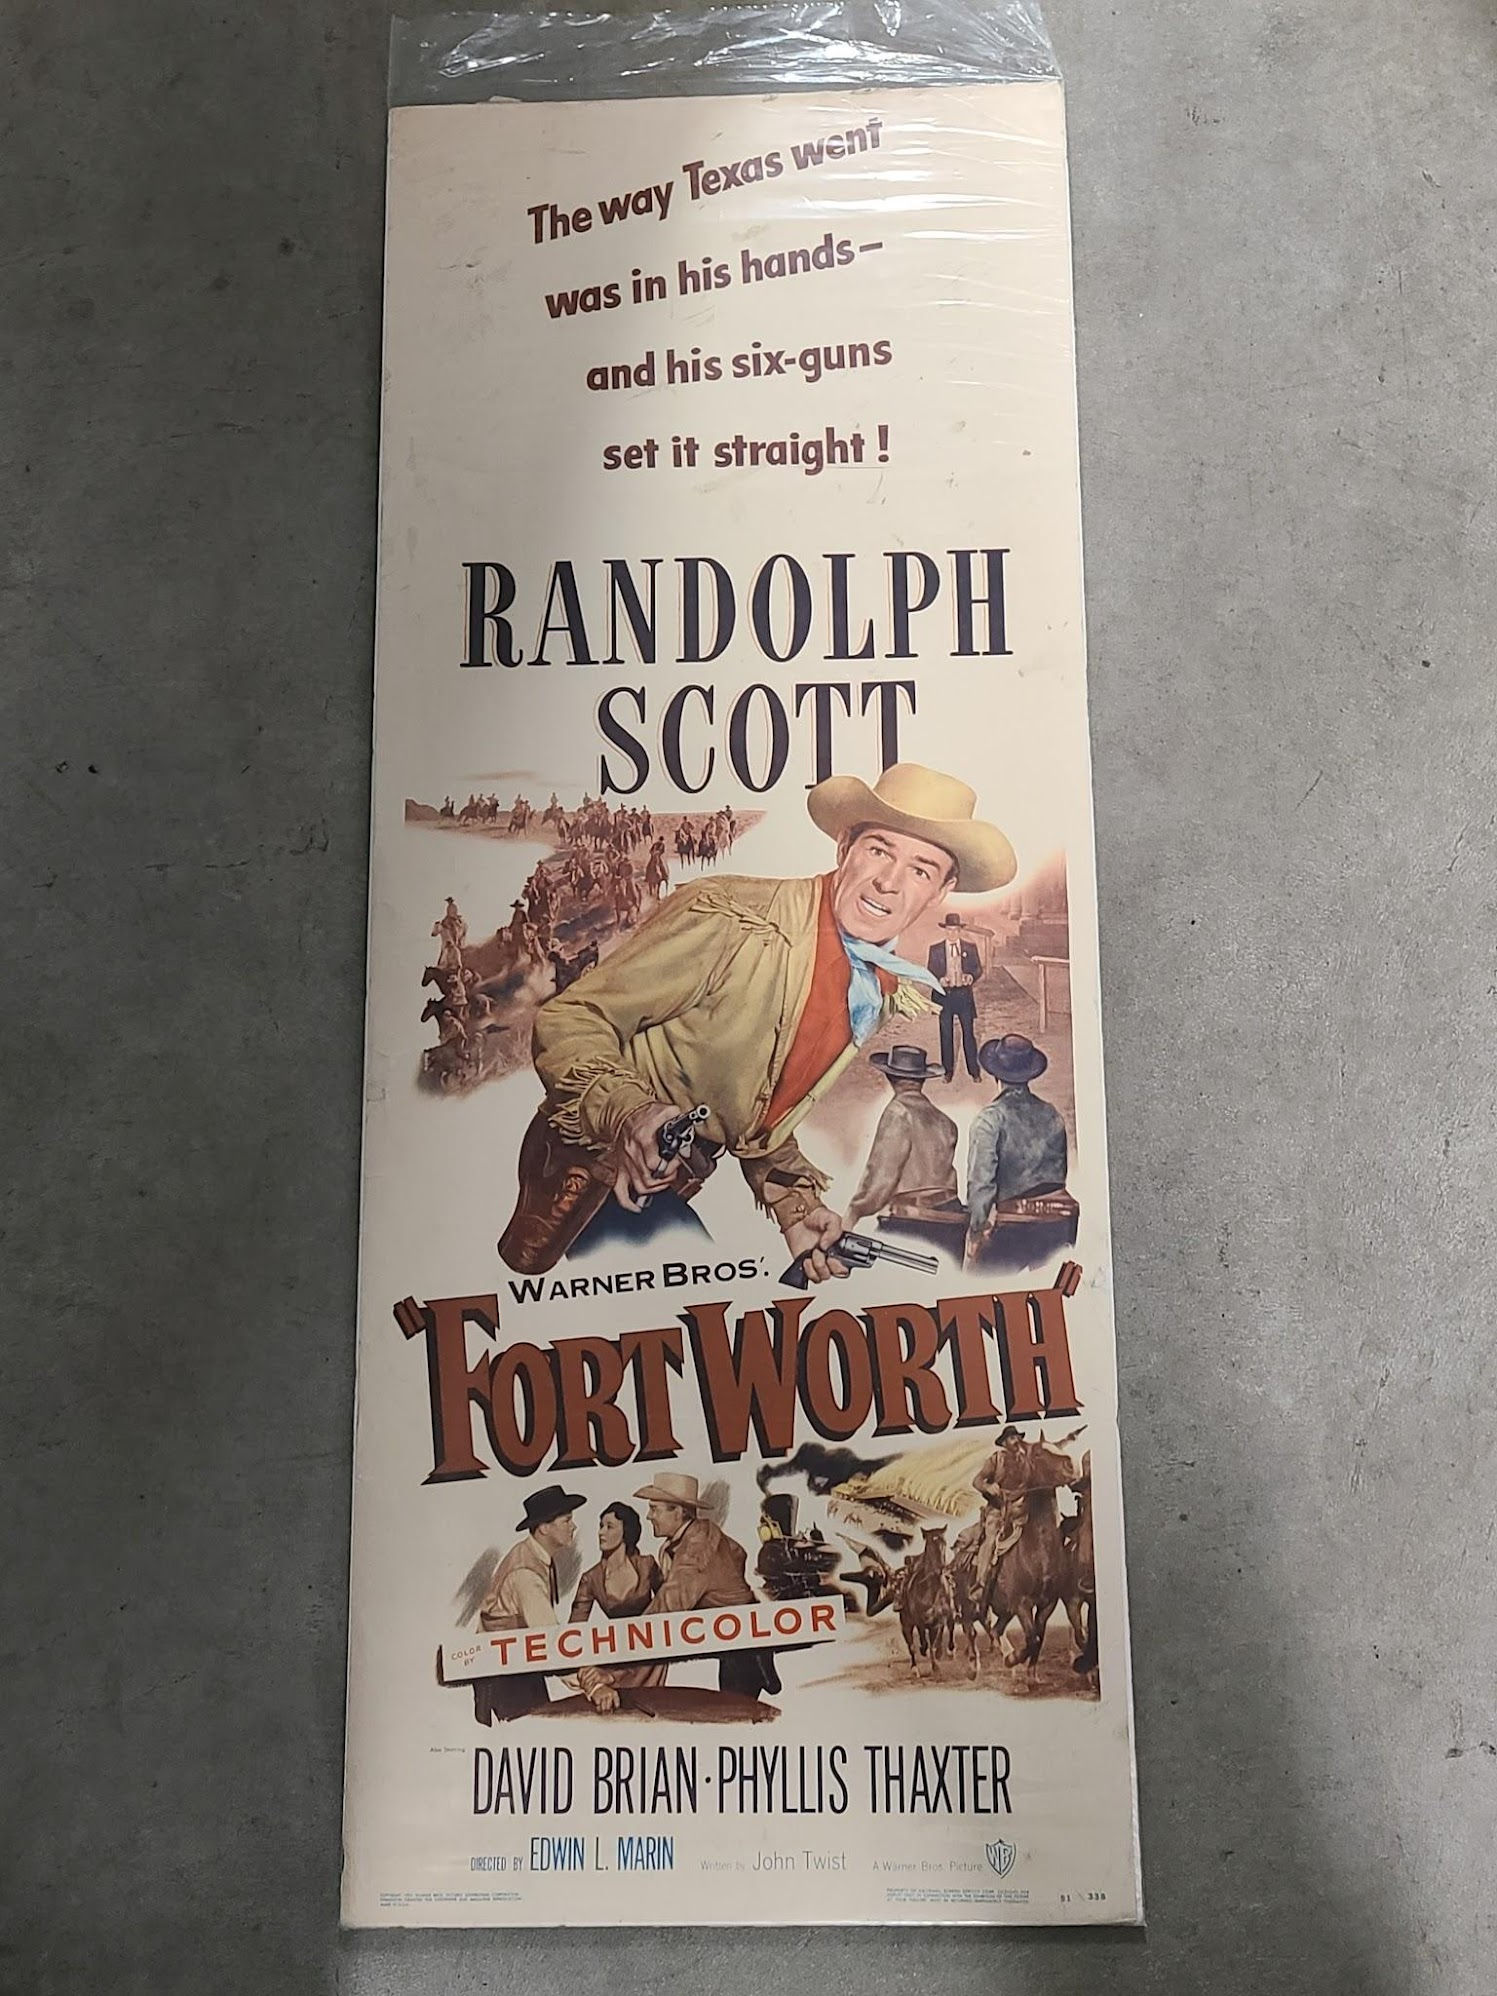 The way Texas went
was in his hands—
and his six-guns
set it straight!
RANDOLPH
SCOTT
WARNER BROS'.
"FORT WORTH"
COLOR BY TECHNICOLOR
Also Starring
DAVID BRIAN · PHYLLIS THAXTER
DIRECTED BY EDWIN L. MARIN Written by John Twist A Warner Bros. Picture WB
51 / 338